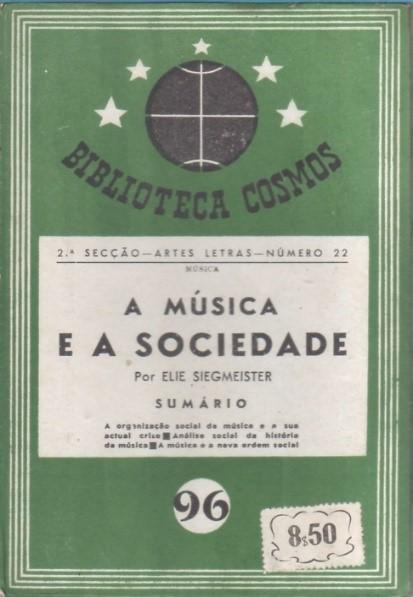 BIBLIOTECA COSMOS
2.ª SECÇÃO—ARTES LETRAS—NÚMERO 22
MÚSICA
A MÚSICA
E A SOCIEDADE
Por ELIE SIEGMEISTER
SUMÁRIO
A organização social da música e a sua
actual crise ■ Análise social da história
da música ■ A música e a nova ordem social
96
8$50